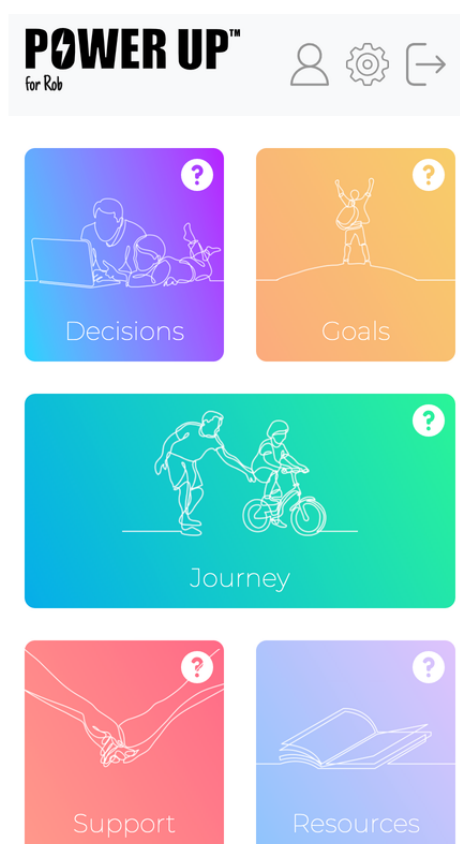 POWER UP™
for Rob
?
?
Decisions
Goals
?
Journey
?
?
Support
Resources